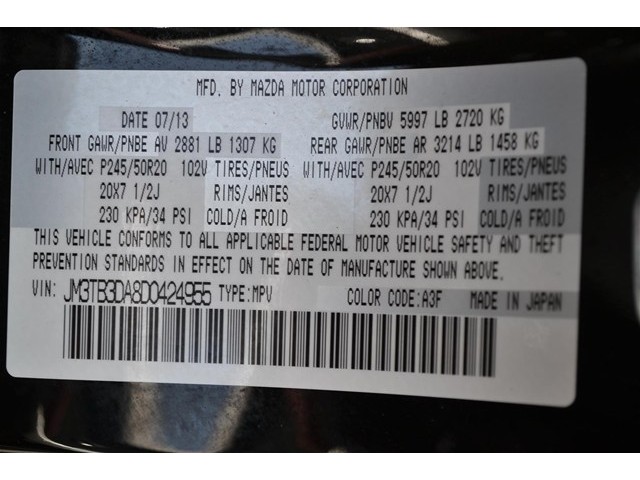 MFD. BY MAZDA MOTOR CORPORATION
DATE 07/13 GVWR/PNBV 5997 LB 2720 KG
FRONT GAWR/PNBE AV 2881 LB 1307 KG REAR GAWR/PNBE AR 3214 LB 1458 KG
WITH/AVEC P245/50R20 102V TIRES/PNEUS WITH/AVEC P245/50R20 102V TIRES/PNEUS
20X7 1/2J RIMS/JANTES 20X7 1/2J RIMS/JANTES
230 KPA/34 PSI COLD/A FROID 230 KPA/34 PSI COLD/A FROID
THIS VEHICLE CONFORMS TO ALL APPLICABLE FEDERAL MOTOR VEHICLE SAFETY AND THEFT
PREVENTION STANDARDS IN EFFECT ON THE DATE OF MANUFACTURE SHOWN ABOVE.
VIN: JM3TB3DA8D0424955 TYPE:MPV COLOR CODE:A3F MADE IN JAPAN